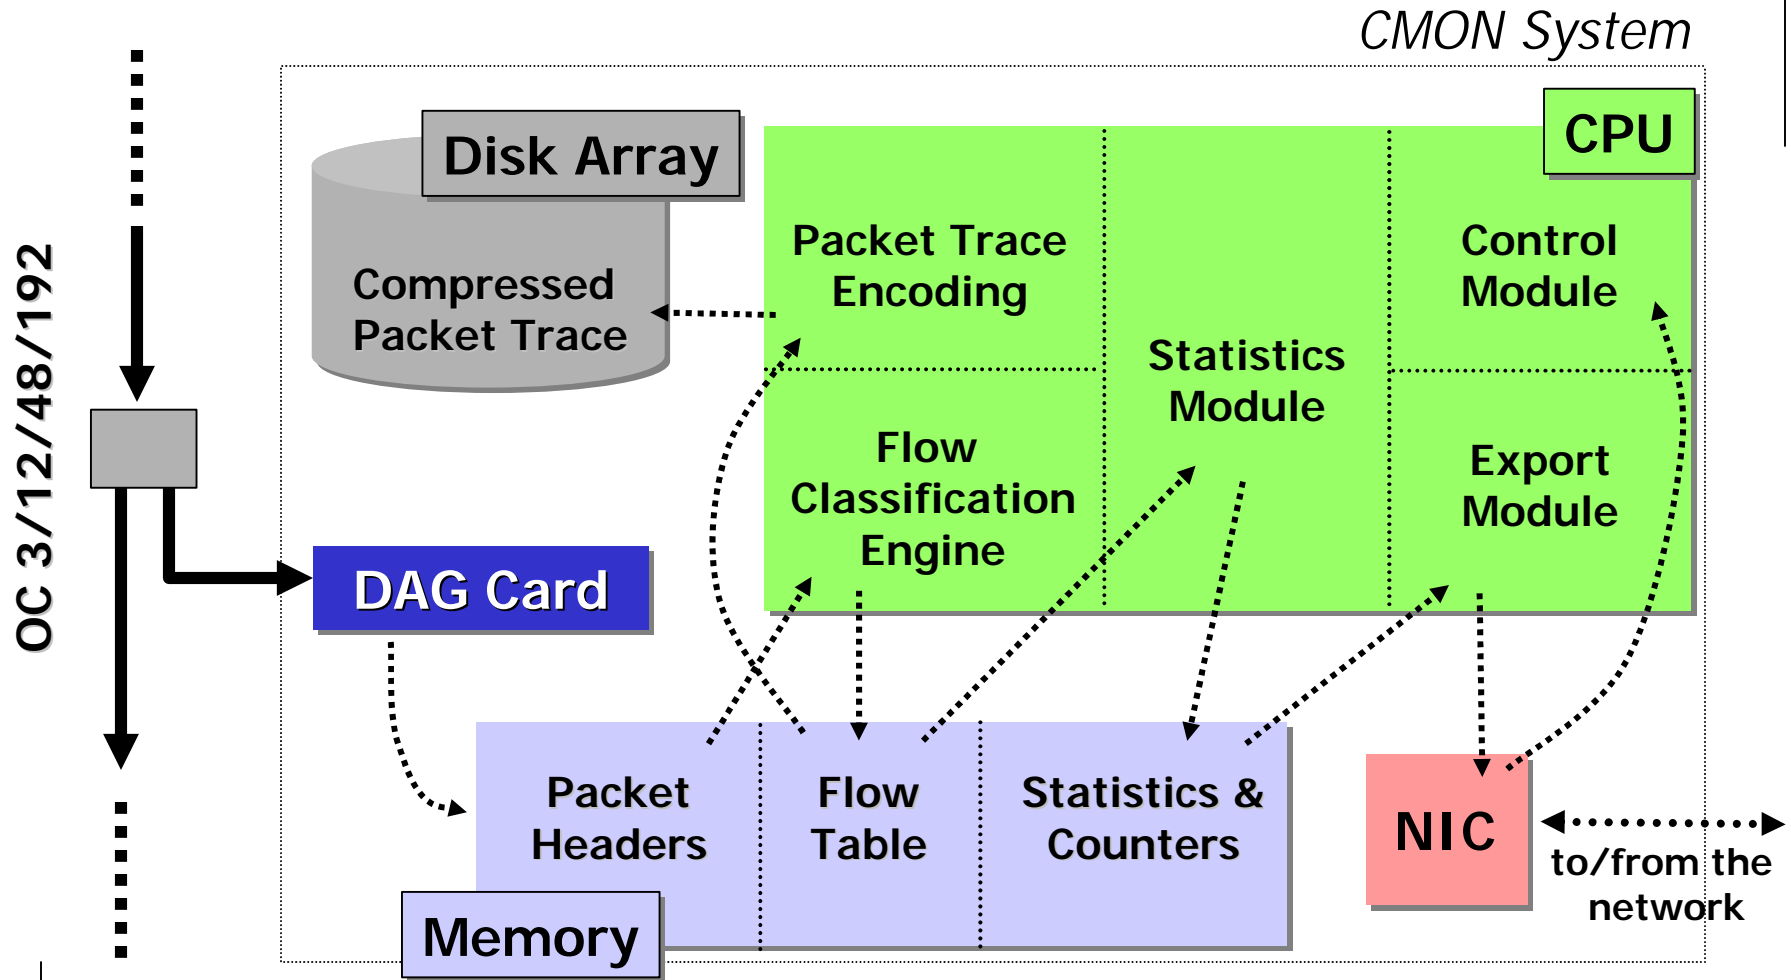 CMON System
OC 3/12/48/192
Disk Array
Compressed
Packet Trace
CPU
Packet Trace
Encoding
Flow
Classification
Engine
Statistics
Module
Control
Module
Export
Module
DAG Card
Packet
Headers
Flow
Table
Statistics &
Counters
Memory
NIC
to/from the
network